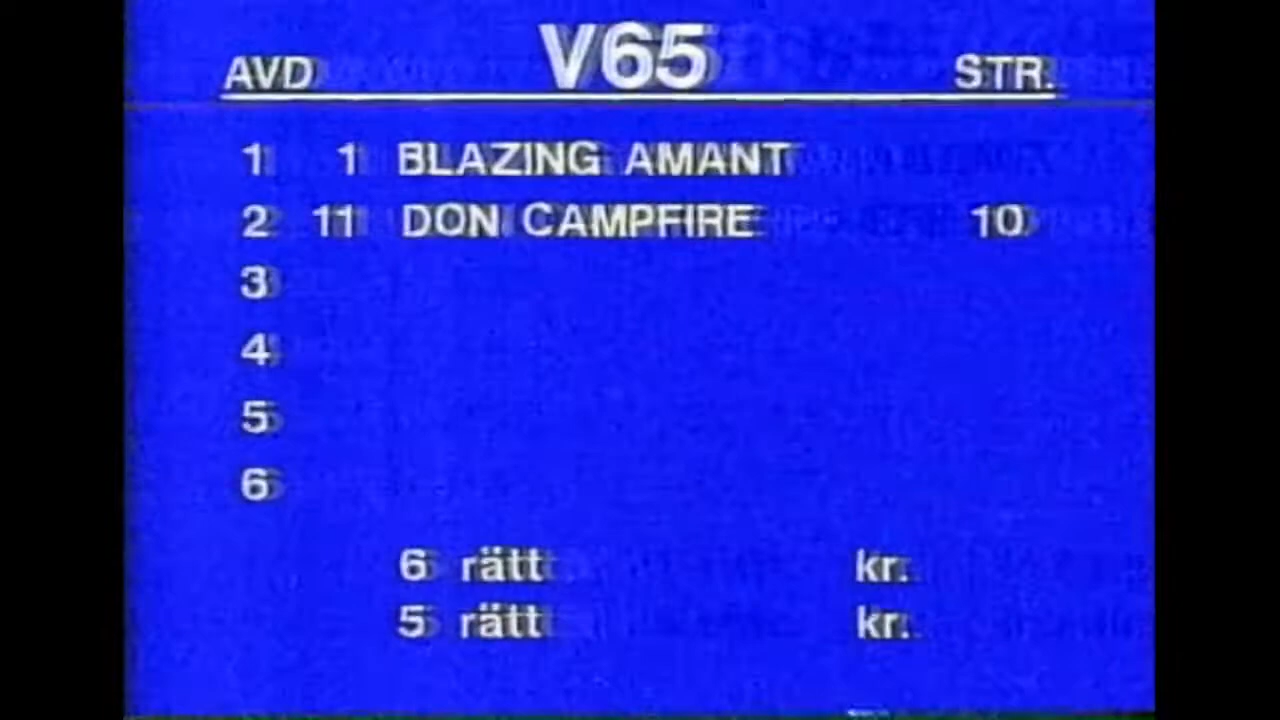 V65
AVD STR.
1 1 BLAZING AMANT
2 11 DON CAMPFIRE 10
3
4
5
6
6 rätt kr.
5 rätt kr.